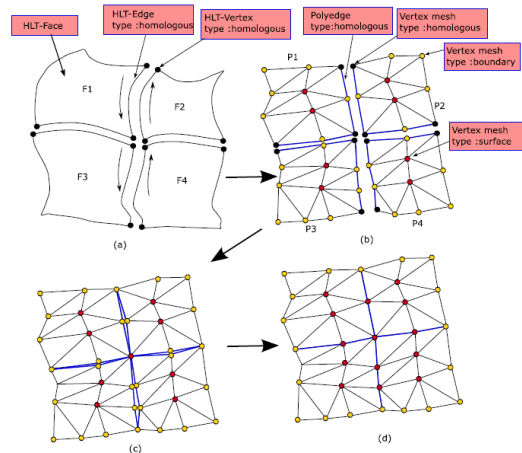 HLT-Face
HLT-Edge
type :homologous
HLT-Vertex
type :homologous
F1
F2
F3
F4
(a)
Polyedge
type:homologous
Vertex mesh
type :homologous
Vertex mesh
type :boundary
Vertex mesh
type :surface
P1
P2
P3
P4
(b)
(c)
(d)